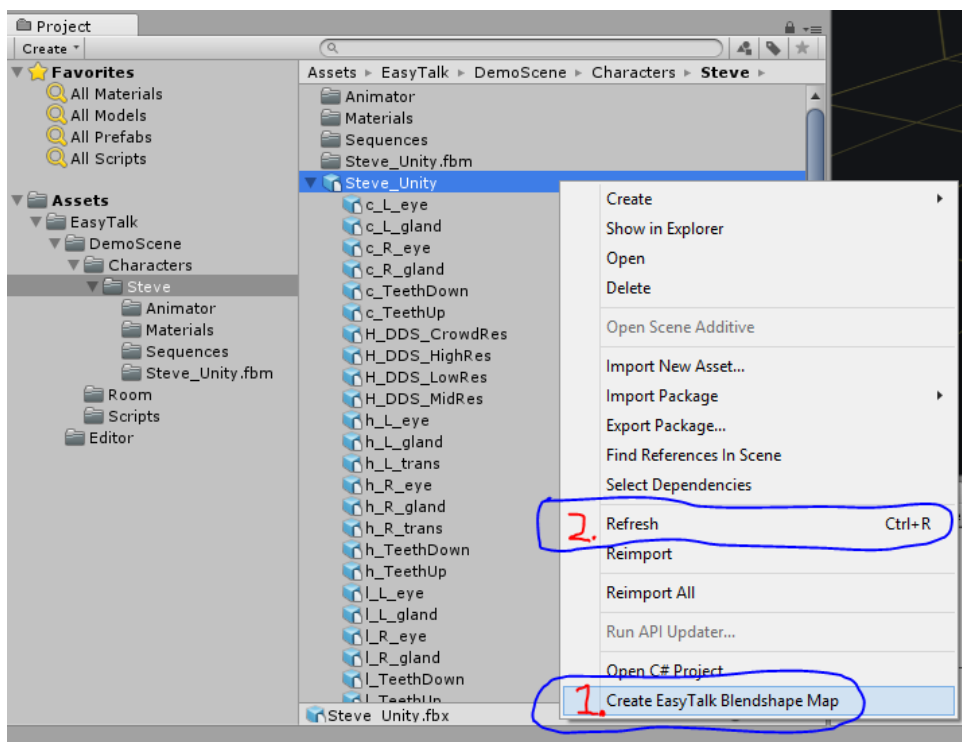 Project
Create
Favorites
All Materials
All Models
All Prefabs
All Scripts
Assets
EasyTalk
DemoScene
Characters
Steve
Animator
Materials
Sequences
Steve_Unity.fbm
Room
Scripts
Editor
Assets EasyTalk DemoScene Characters Steve
Animator
Materials
Sequences
Steve_Unity.fbm
Steve_Unity
c_L_eye
c_L_gland
c_R_eye
c_R_gland
c_TeethDown
c_TeethUp
H_DDS_CrowdRes
H_DDS_HighRes
H_DDS_LowRes
H_DDS_MidRes
h_L_eye
h_L_gland
h_L_trans
h_R_eye
h_R_gland
h_R_trans
h_TeethDown
h_TeethUp
l_L_eye
l_L_gland
l_R_eye
l_R_gland
l_TeethDown
l_TeethUp
Steve_Unity.fbx
Create
Show in Explorer
Open
Delete
Open Scene Additive
Import New Asset...
Import Package
Export Package...
Find References In Scene
Select Dependencies
2. Refresh Ctrl+R
Reimport
Reimport All
Run API Updater...
Open C# Project
1. Create EasyTalk Blendshape Map